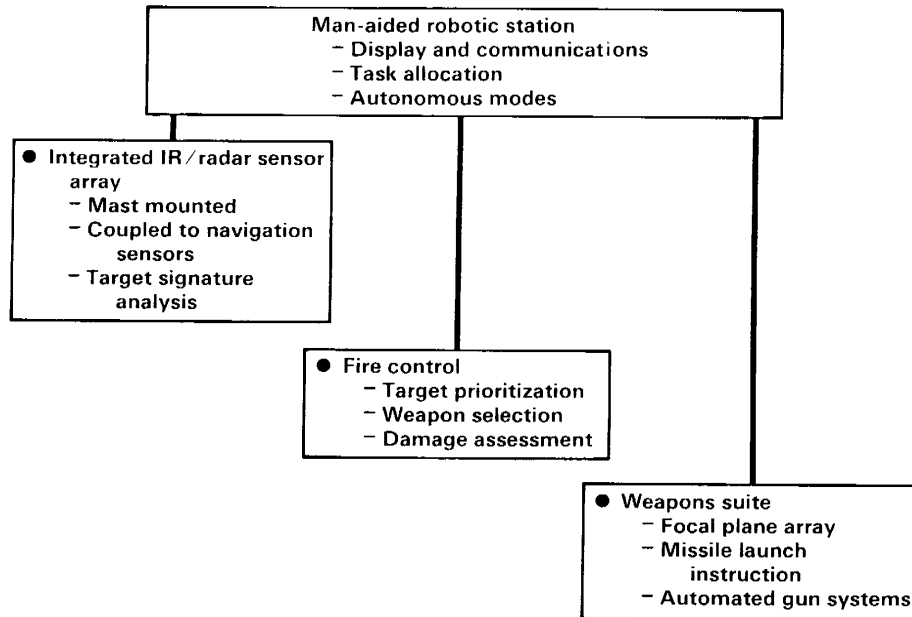 Man-aided robotic station
– Display and communications
– Task allocation
– Autonomous modes
● Integrated IR/radar sensor
array
– Mast mounted
– Coupled to navigation
sensors
– Target signature
analysis
● Fire control
– Target prioritization
– Weapon selection
– Damage assessment
● Weapons suite
– Focal plane array
– Missile launch
instruction
– Automated gun systems